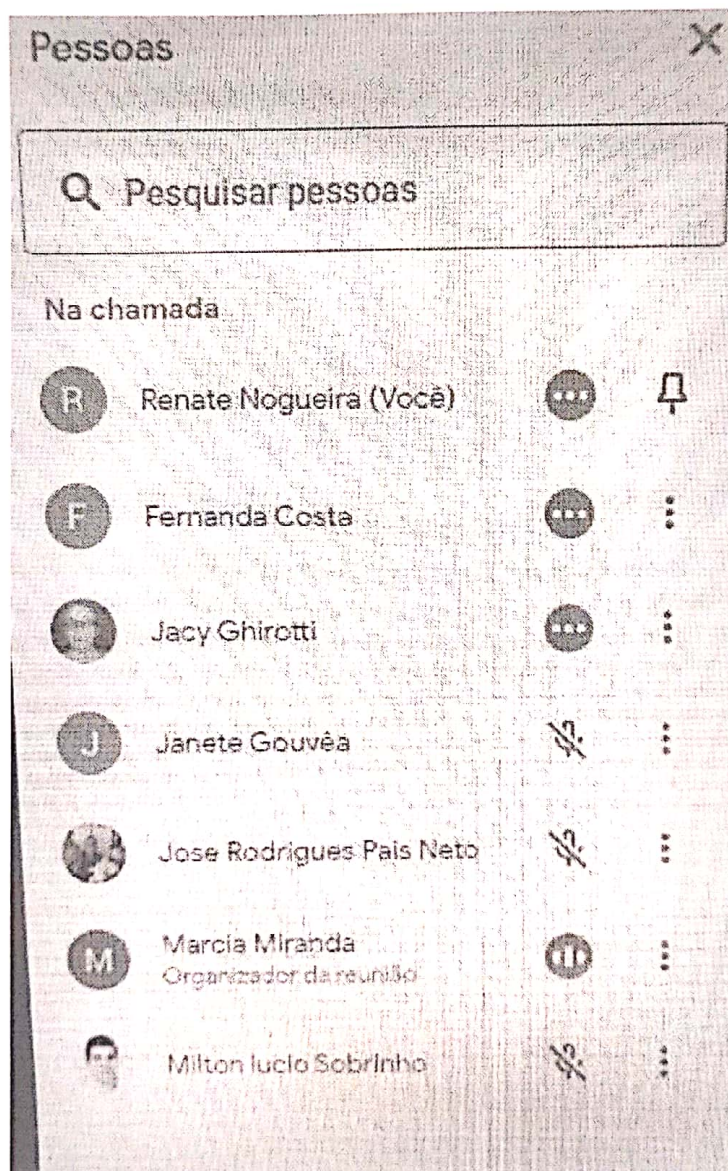 Pessoas
Pesquisar pessoas
Na chamada
R Renate Nogueira (Você)
F Fernanda Costa
Jacy Ghirotti
J Janete Gouvêa
Jose Rodrigues Pais Neto
M Marcia Miranda
Organizador da reunião
Milton lucio Sobrinho